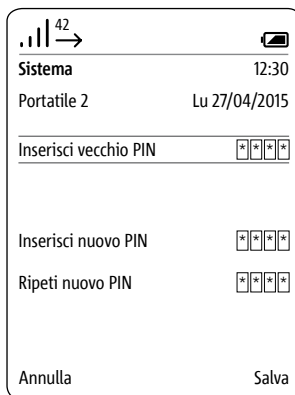 42
Sistema 12:30
Portatile 2 Lu 27/04/2015
Inserisci vecchio PIN ****
Inserisci nuovo PIN ****
Ripeti nuovo PIN ****
Annulla Salva